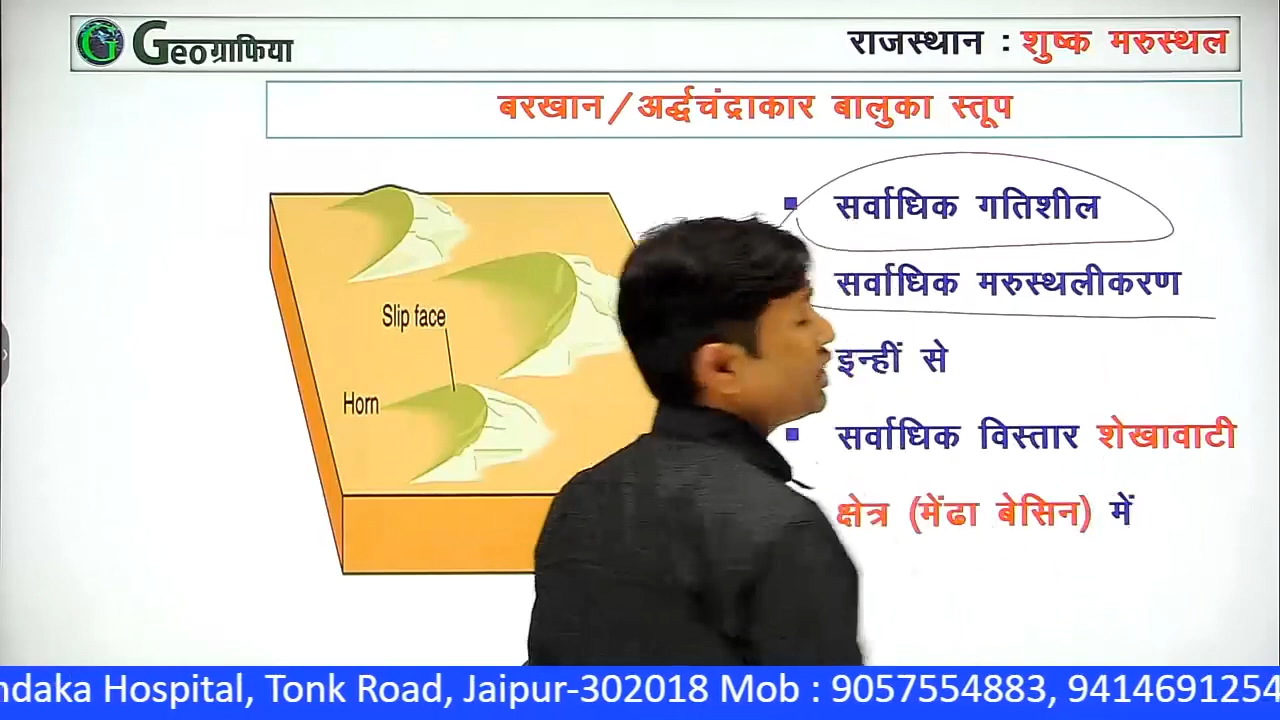 Geoग्राफिया
राजस्थान : शुष्क मरुस्थल
बरखान/अर्द्धचंद्राकार बालुका स्तूप
सर्वाधिक गतिशील
सर्वाधिक मरुस्थलीकरण
इन्हीं से
सर्वाधिक विस्तार शेखावाटी
क्षेत्र (मेंढा बेसिन) में
Slip face
Horn
Hospital, Tonk Road, Jaipur-302018 Mob : 9057554883, 9414691254